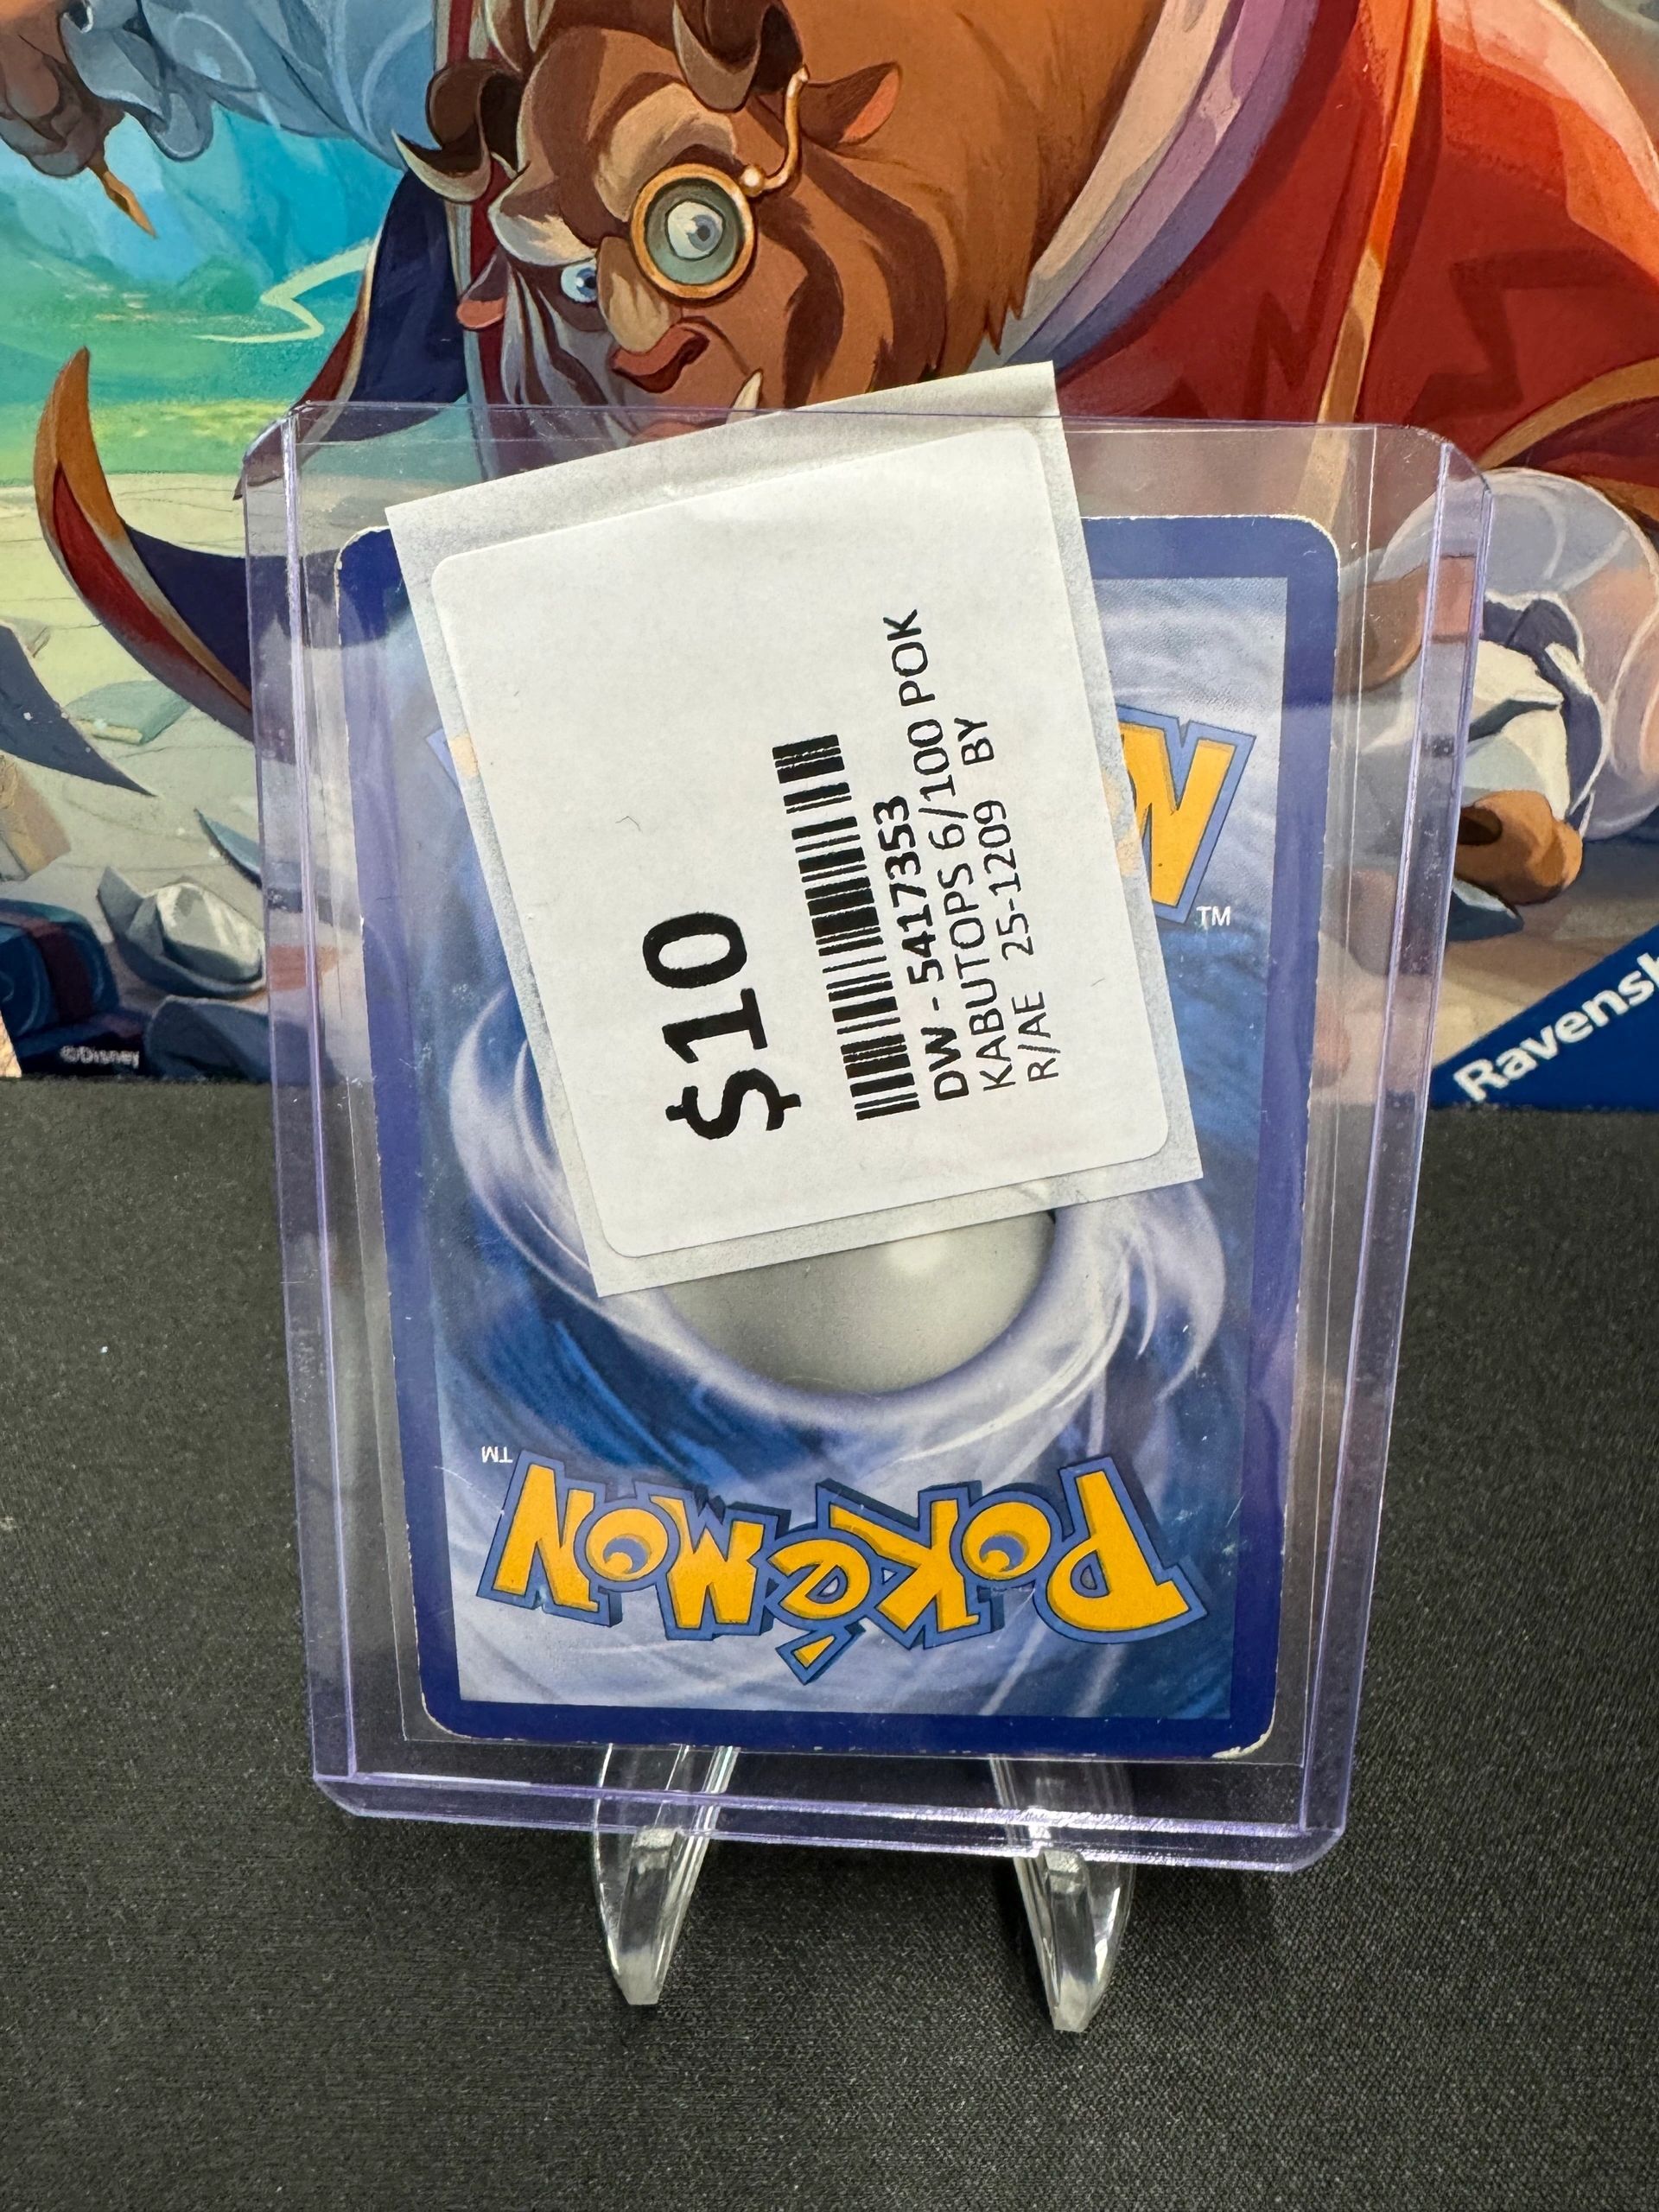 ©Disney
$10
DW - 5417353
KABUTOPS 6/100 POK
R/AE 25-1209 BY
N
TM
Ravensb
TM
POKéMON